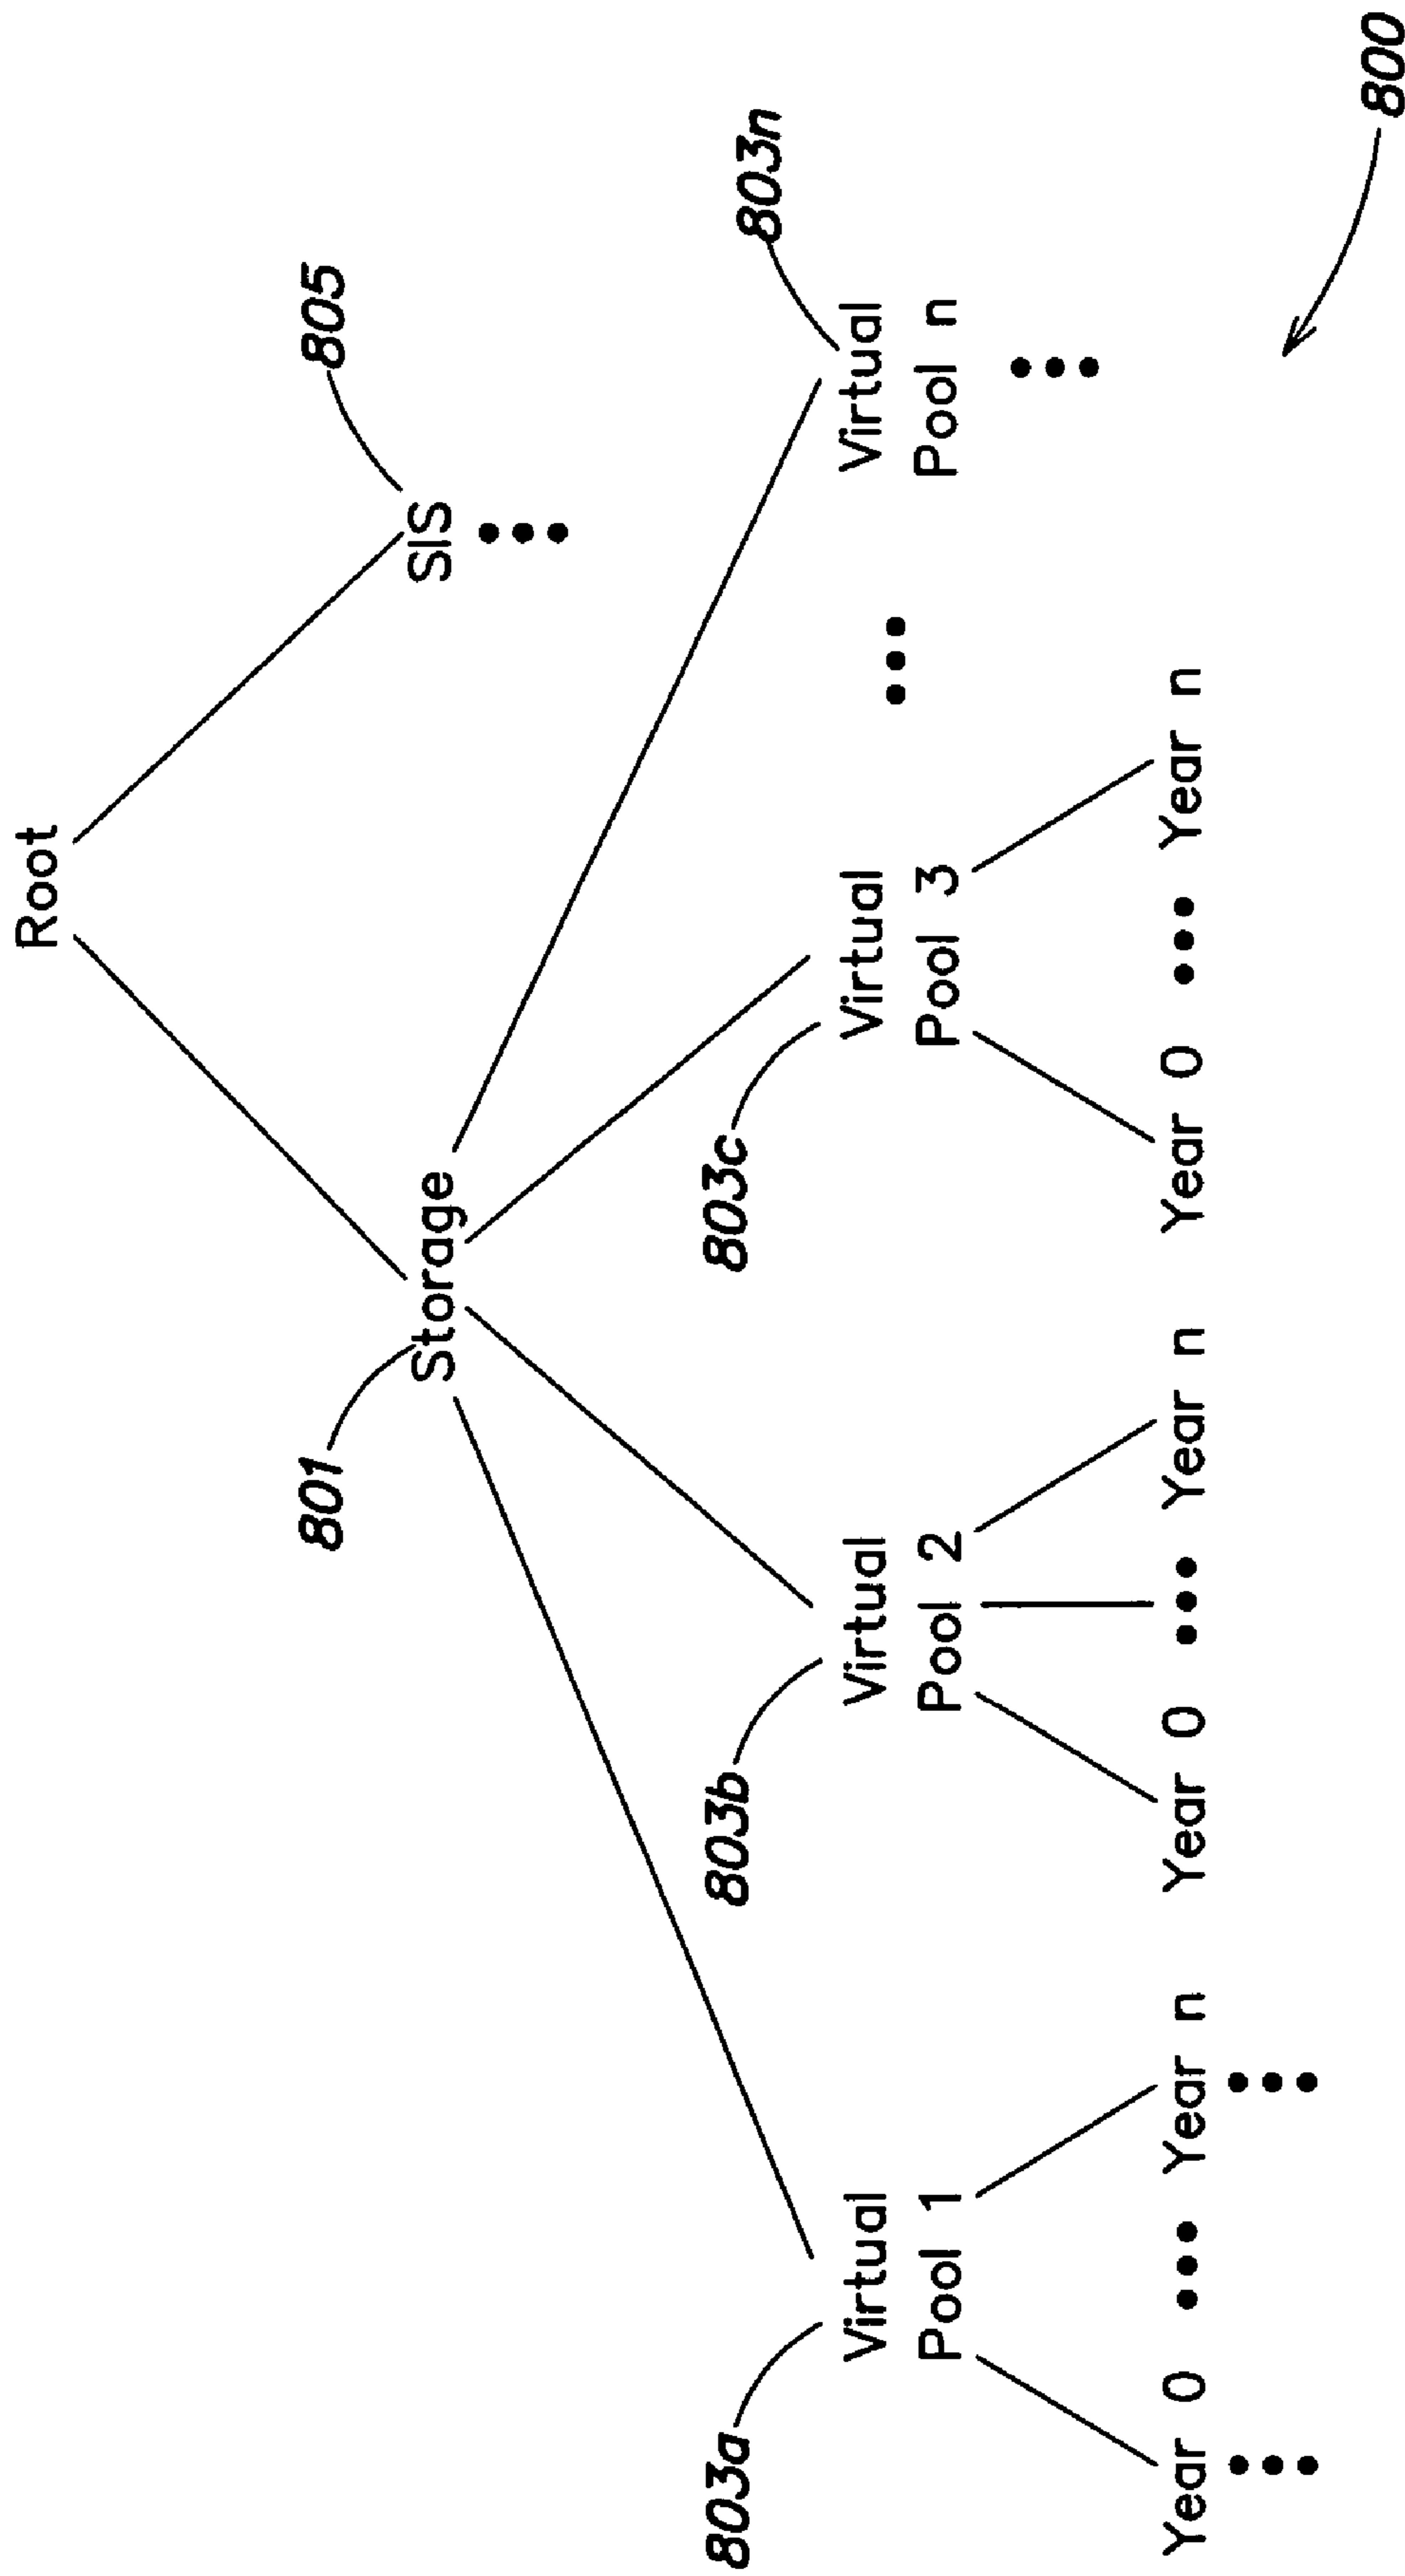 Root
805
SIS
801
Storage
803n
803c
803b
803a
Virtual
Pool 1
Virtual
Pool 2
Virtual
Pool 3
Virtual
Pool n
Year 0
Year n
Year 0
Year n
Year 0
Year n
800